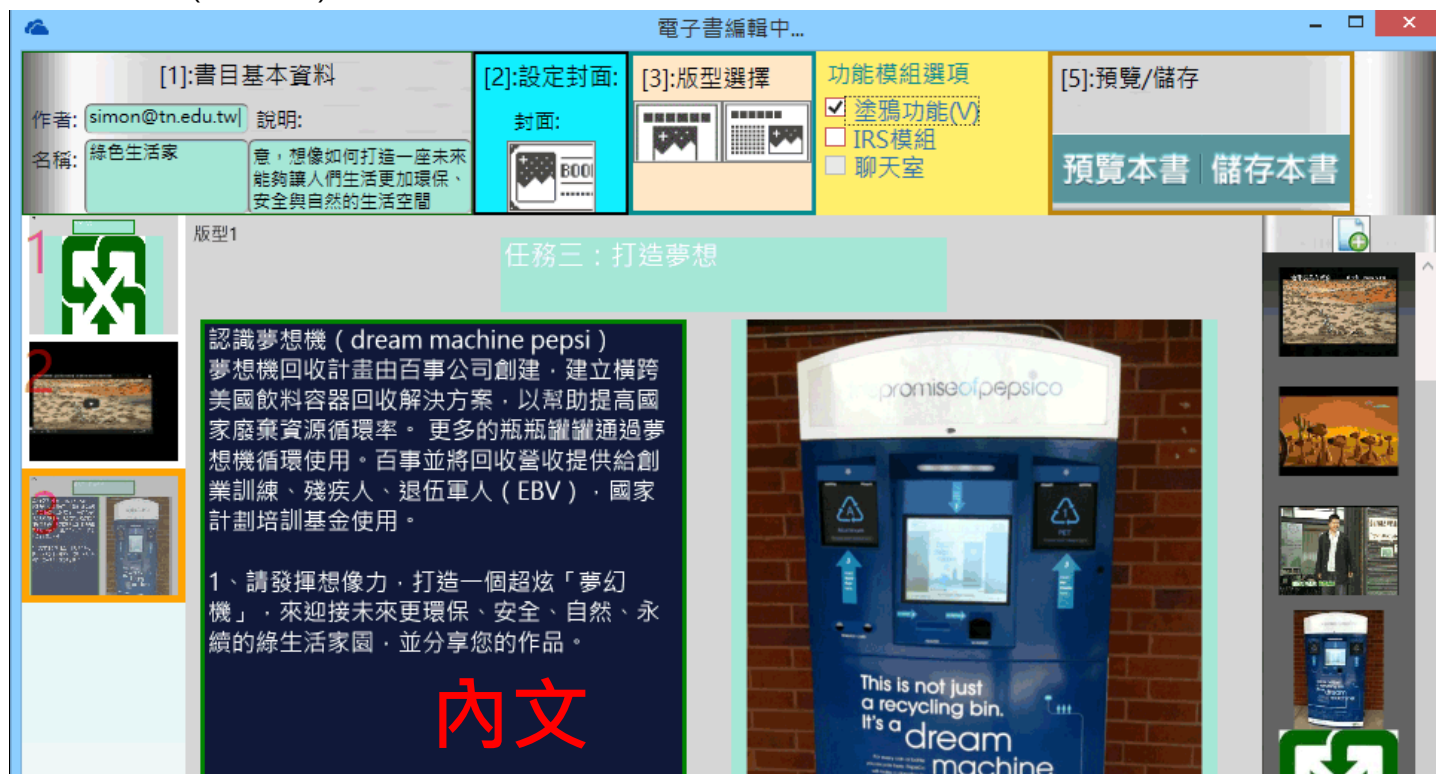 電子書編輯中...
[1]:書目基本資料
作者:
simon@tn.edu.tw
說明:
名稱:
綠色生活家
意，想像如何打造一座未來
能夠讓人們生活更加環保、
安全與自然的生活空間
[2]:設定封面:
封面:
BOO
[3]:版型選擇
功能模組選項
塗鴉功能(V)
IRS模組
聊天室
[5]:預覽/儲存
預覽本書
儲存本書
1
2
3
版型1
任務三：打造夢想
認識夢想機（dream machine pepsi）
夢想機回收計畫由百事公司創建，建立橫跨
美國飲料容器回收解決方案，以幫助提高國
家廢棄資源循環率。 更多的瓶瓶罐罐通過夢
想機循環使用。百事並將回收營收提供給創
業訓練、殘疾人、退伍軍人（EBV），國家
計劃培訓基金使用。
1、請發揮想像力，打造一個超炫「夢幻
機」，來迎接未來更環保、安全、自然、永
續的綠生活家園，並分享您的作品。
內文
promiseofpepsico
A
1
PET
This is not just
a recycling bin.
It's a
dream
machine